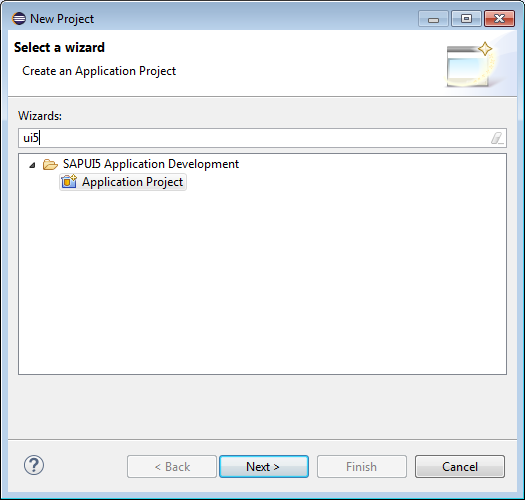 New Project
Select a wizard
Create an Application Project
Wizards:
ui5
SAPUI5 Application Development
Application Project
?
< Back
Next >
Finish
Cancel